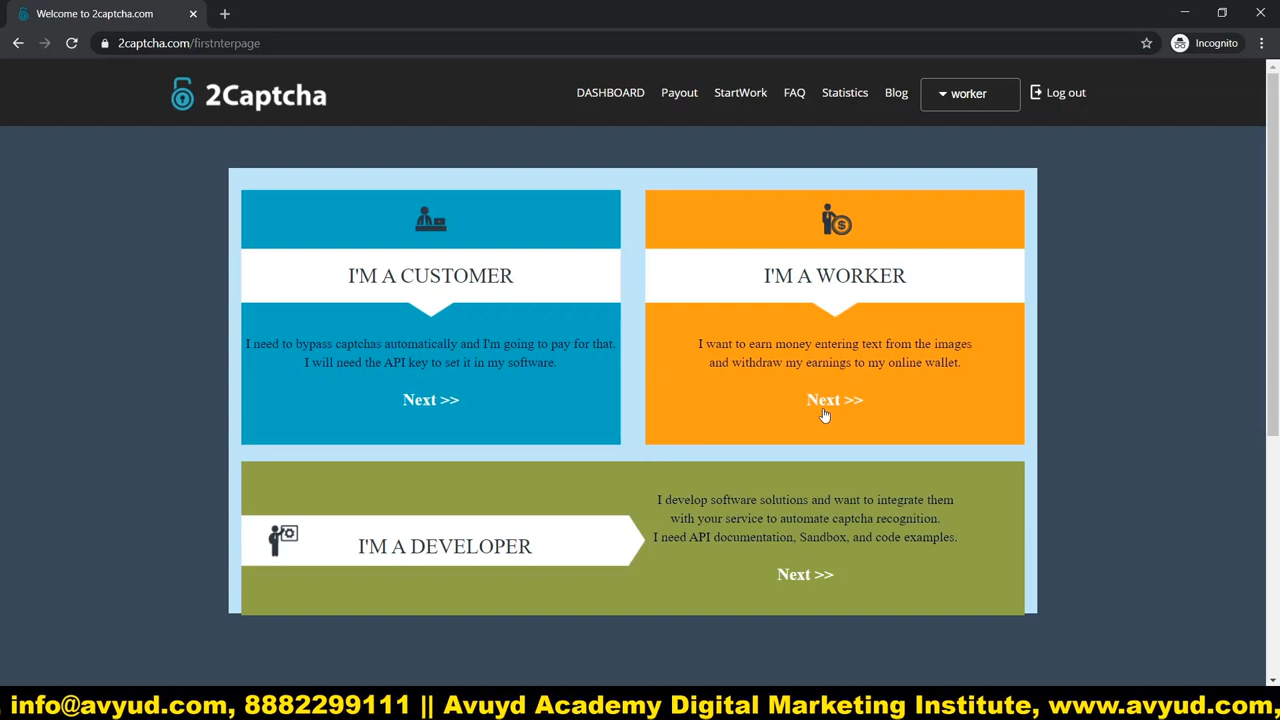 Welcome to 2captcha.com
2captcha.com/firstnterpage
Incognito
2Captcha
DASHBOARD Payout StartWork FAQ Statistics Blog worker Log out
I'M A CUSTOMER
I need to bypass captchas automatically and I'm going to pay for that.
I will need the API key to set it in my software.
Next >>
I'M A WORKER
I want to earn money entering text from the images
and withdraw my earnings to my online wallet.
Next >>
I'M A DEVELOPER
I develop software solutions and want to integrate them
with your service to automate captcha recognition.
I need API documentation, Sandbox, and code examples.
Next >>
info@avyud.com, 8882299111 || Avuyd Academy Digital Marketing Institute, www.avyud.com,